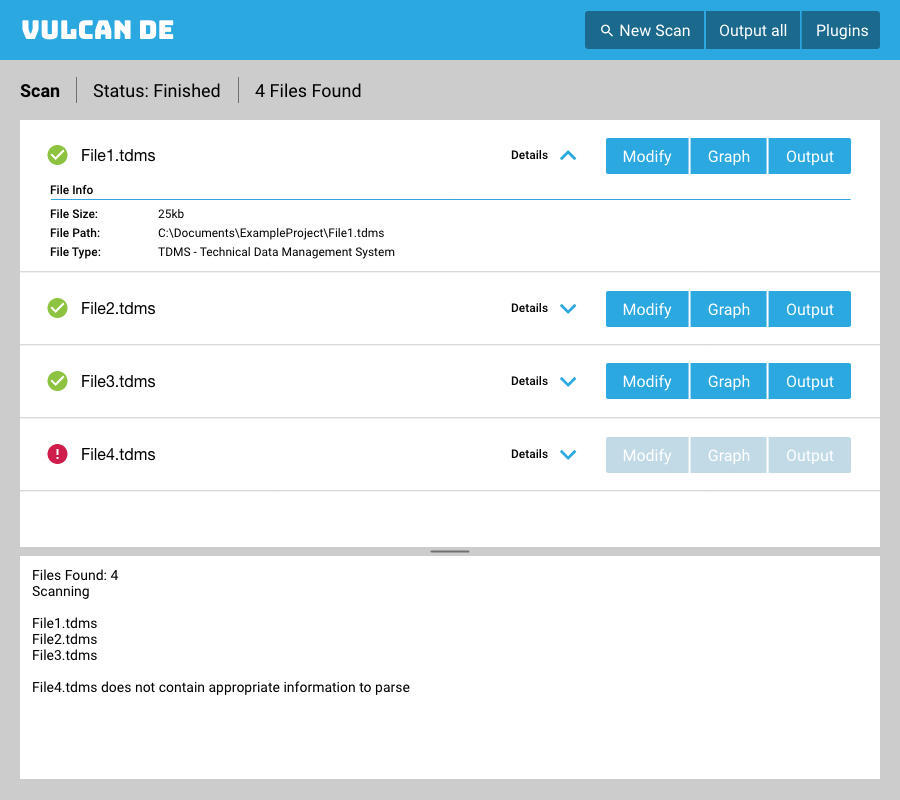 VULCAN DE
New Scan Output all Plugins
Scan Status: Finished 4 Files Found
File1.tdms Details Modify Graph Output
File Info
File Size: 25kb
File Path: C:\Documents\ExampleProject\File1.tdms
File Type: TDMS - Technical Data Management System
File2.tdms Details Modify Graph Output
File3.tdms Details Modify Graph Output
File4.tdms Details Modify Graph Output
Files Found: 4
Scanning
File1.tdms
File2.tdms
File3.tdms
File4.tdms does not contain appropriate information to parse